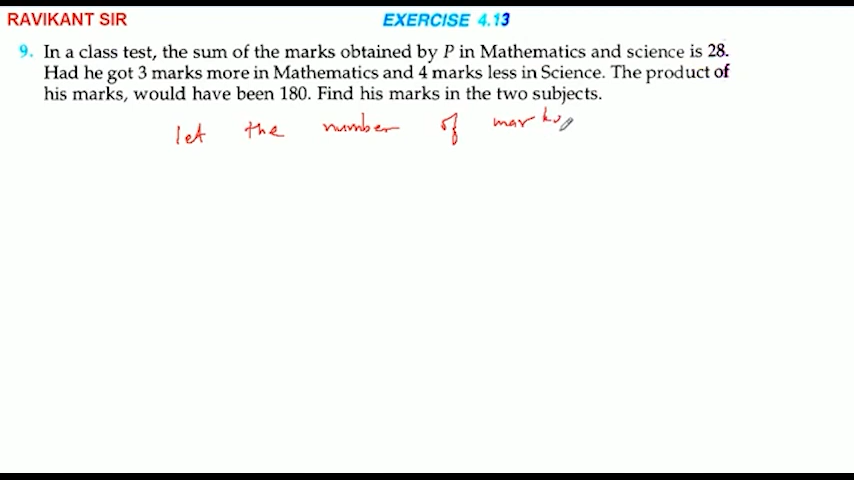 RAVIKANT SIR EXERCISE 4.13
9. In a class test, the sum of the marks obtained by P in Mathematics and science is 28.
Had he got 3 marks more in Mathematics and 4 marks less in Science. The product of
his marks, would have been 180. Find his marks in the two subjects.
let the number of marks